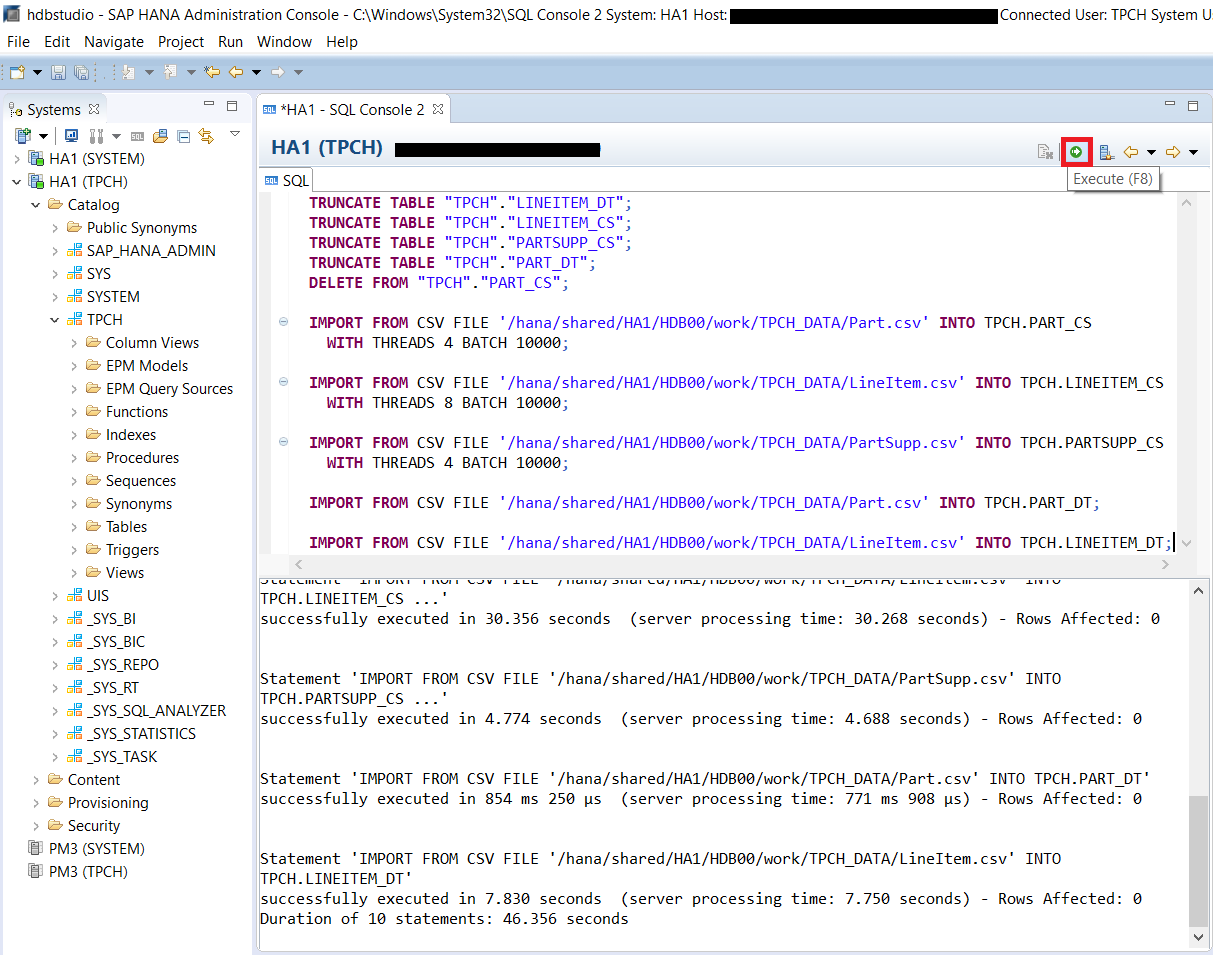 hdbstudio - SAP HANA Administration Console - C:\Windows\System32\SQL Console 2 System: HA1 Host: Connected User: TPCH System U
File Edit Navigate Project Run Window Help
Systems
HA1 (SYSTEM)
HA1 (TPCH)
Catalog
Public Synonyms
SAP_HANA_ADMIN
SYS
SYSTEM
TPCH
Column Views
EPM Models
EPM Query Sources
Functions
Indexes
Procedures
Sequences
Synonyms
Tables
Triggers
Views
UIS
_SYS_BI
_SYS_BIC
_SYS_REPO
_SYS_RT
_SYS_SQL_ANALYZER
_SYS_STATISTICS
_SYS_TASK
Content
Provisioning
Security
PM3 (SYSTEM)
PM3 (TPCH)
SQL *HA1 - SQL Console 2
HA1 (TPCH)
Execute (F8)
SQL SQL
TRUNCATE TABLE "TPCH"."LINEITEM_DT";
TRUNCATE TABLE "TPCH"."LINEITEM_CS";
TRUNCATE TABLE "TPCH"."PARTSUPP_CS";
TRUNCATE TABLE "TPCH"."PART_DT";
DELETE FROM "TPCH"."PART_CS";
IMPORT FROM CSV FILE '/hana/shared/HA1/HDB00/work/TPCH_DATA/Part.csv' INTO TPCH.PART_CS
WITH THREADS 4 BATCH 10000;
IMPORT FROM CSV FILE '/hana/shared/HA1/HDB00/work/TPCH_DATA/LineItem.csv' INTO TPCH.LINEITEM_CS
WITH THREADS 8 BATCH 10000;
IMPORT FROM CSV FILE '/hana/shared/HA1/HDB00/work/TPCH_DATA/PartSupp.csv' INTO TPCH.PARTSUPP_CS
WITH THREADS 4 BATCH 10000;
IMPORT FROM CSV FILE '/hana/shared/HA1/HDB00/work/TPCH_DATA/Part.csv' INTO TPCH.PART_DT;
IMPORT FROM CSV FILE '/hana/shared/HA1/HDB00/work/TPCH_DATA/LineItem.csv' INTO TPCH.LINEITEM_DT;
Statement 'IMPORT FROM CSV FILE '/hana/shared/HA1/HDB00/work/TPCH_DATA/LineItem.csv' INTO
TPCH.LINEITEM_CS ...'
successfully executed in 30.356 seconds (server processing time: 30.268 seconds) - Rows Affected: 0
Statement 'IMPORT FROM CSV FILE '/hana/shared/HA1/HDB00/work/TPCH_DATA/PartSupp.csv' INTO
TPCH.PARTSUPP_CS ...'
successfully executed in 4.774 seconds (server processing time: 4.688 seconds) - Rows Affected: 0
Statement 'IMPORT FROM CSV FILE '/hana/shared/HA1/HDB00/work/TPCH_DATA/Part.csv' INTO TPCH.PART_DT'
successfully executed in 854 ms 250 µs (server processing time: 771 ms 908 µs) - Rows Affected: 0
Statement 'IMPORT FROM CSV FILE '/hana/shared/HA1/HDB00/work/TPCH_DATA/LineItem.csv' INTO
TPCH.LINEITEM_DT'
successfully executed in 7.830 seconds (server processing time: 7.750 seconds) - Rows Affected: 0
Duration of 10 statements: 46.356 seconds